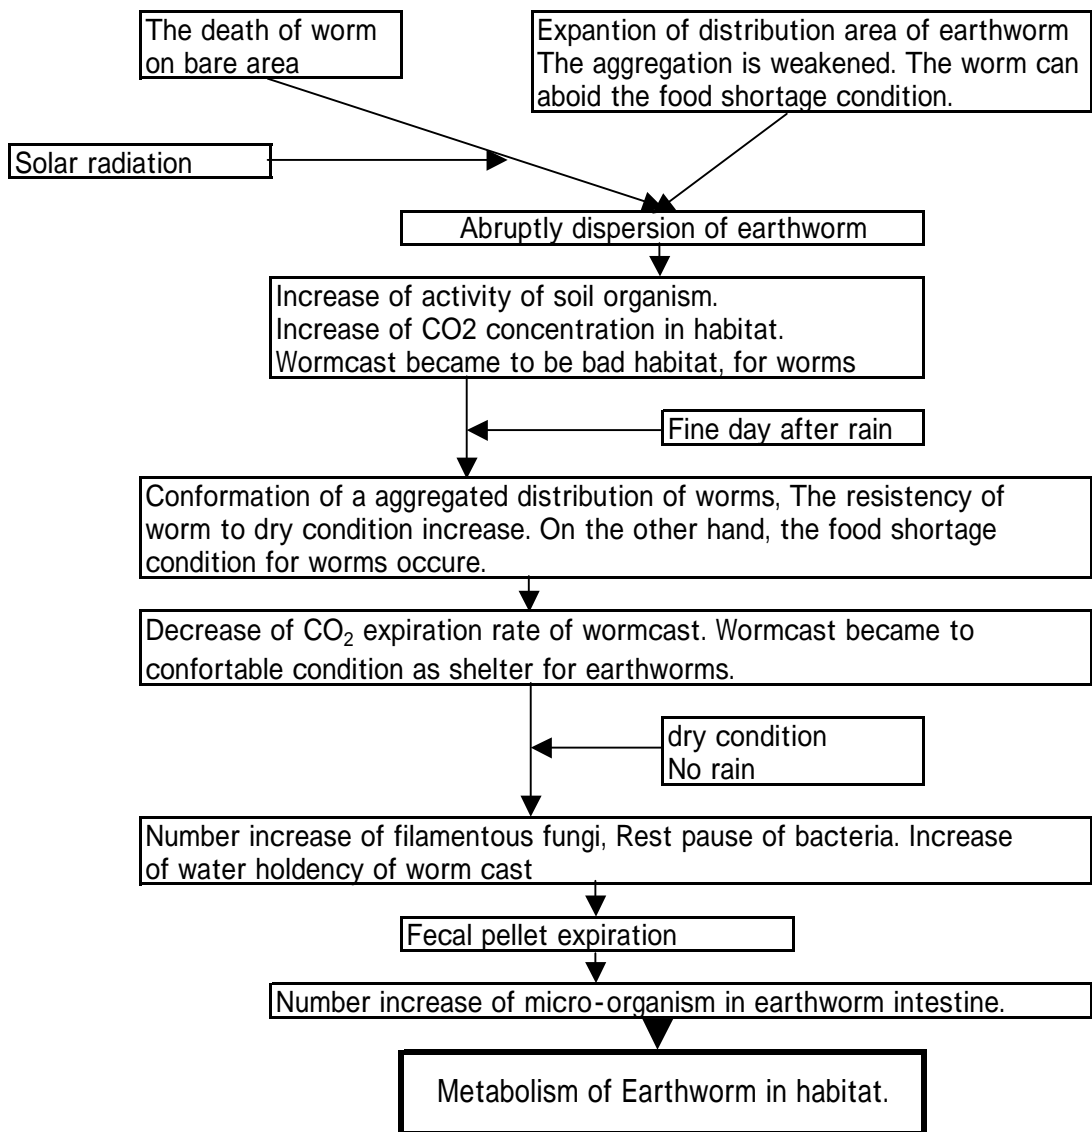 The death of worm
on bare area
Expantion of distribution area of earthworm
The aggregation is weakened. The worm can
aboid the food shortage condition.
Solar radiation
Abruptly dispersion of earthworm
Increase of activity of soil organism.
Increase of CO2 concentration in habitat.
Wormcast became to be bad habitat, for worms
Fine day after rain
Conformation of a aggregated distribution of worms, The resistency of
worm to dry condition increase. On the other hand, the food shortage
condition for worms occure.
Decrease of CO₂ expiration rate of wormcast. Wormcast became to
confortable condition as shelter for earthworms.
dry condition
No rain
Number increase of filamentous fungi, Rest pause of bacteria. Increase
of water holdency of worm cast
Fecal pellet expiration
Number increase of micro-organism in earthworm intestine.
Metabolism of Earthworm in habitat.